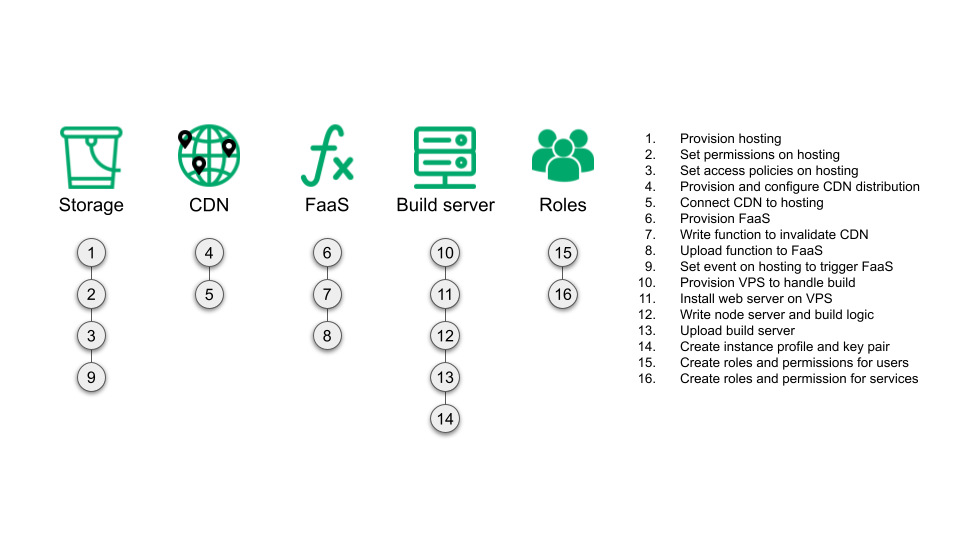 Storage
CDN
FaaS
Build server
Roles
1
2
3
9
4
5
6
7
8
10
11
12
13
14
15
16
1. Provision hosting
2. Set permissions on hosting
3. Set access policies on hosting
4. Provision and configure CDN distribution
5. Connect CDN to hosting
6. Provision FaaS
7. Write function to invalidate CDN
8. Upload function to FaaS
9. Set event on hosting to trigger FaaS
10. Provision VPS to handle build
11. Install web server on VPS
12. Write node server and build logic
13. Upload build server
14. Create instance profile and key pair
15. Create roles and permissions for users
16. Create roles and permission for services